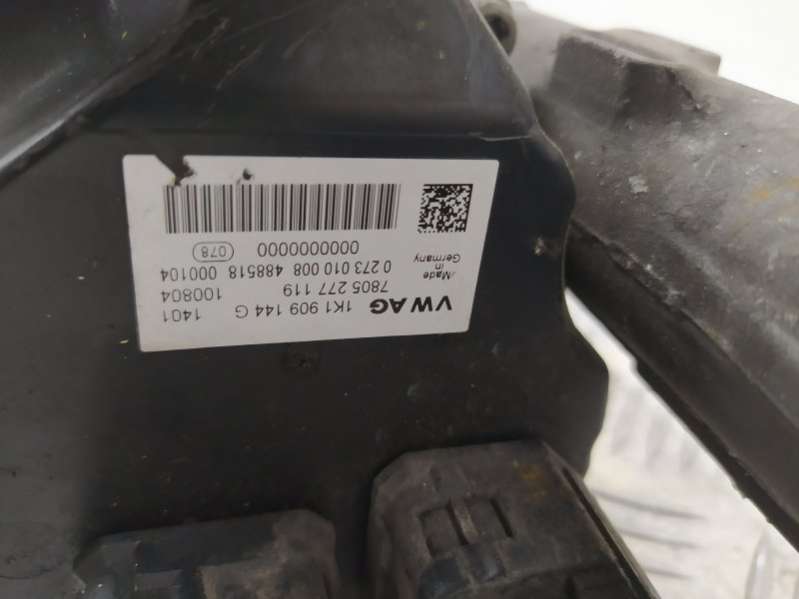 VW AG
1K1 909 144 G 1401
7805 277 119 100804
0 273 010 008 488518 000104
Made in Germany
0000000000 078